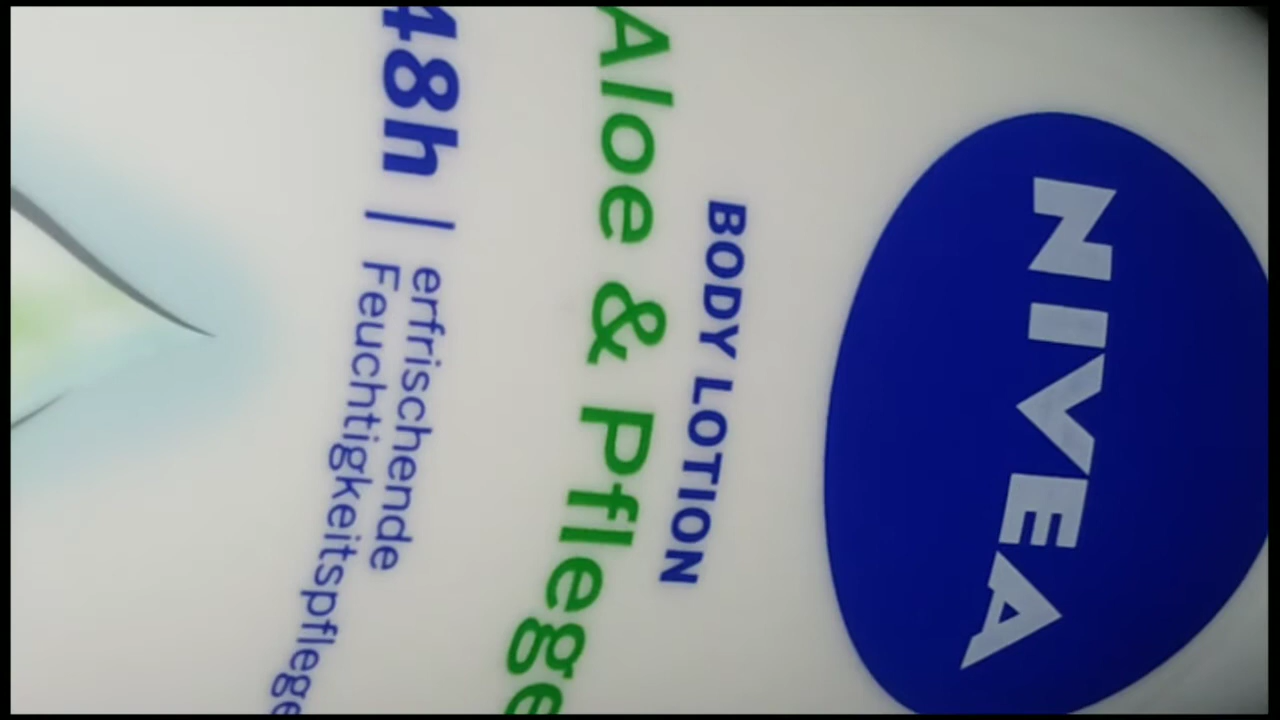 NIVEA
BODY LOTION
Aloe & Pflege
48h | erfrischende
Feuchtigkeitspflege